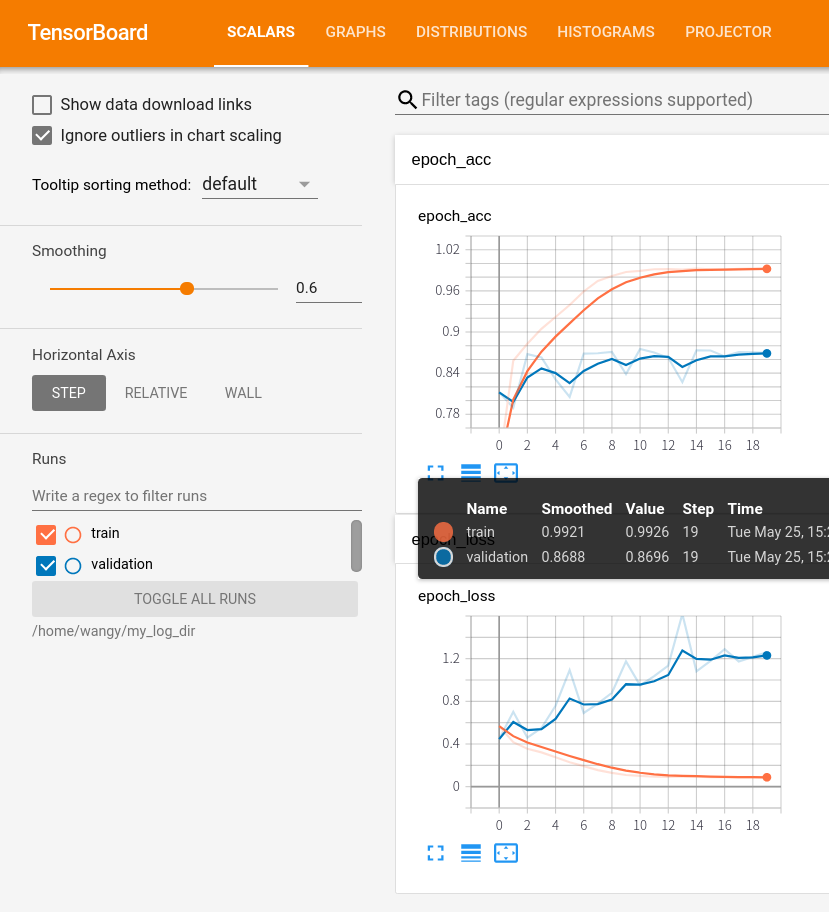 TensorBoard SCALARS GRAPHS DISTRIBUTIONS HISTOGRAMS PROJECTOR
Show data download links
Ignore outliers in chart scaling
Tooltip sorting method: default
Smoothing
0.6
Horizontal Axis
STEP RELATIVE WALL
Runs
Write a regex to filter runs
train
validation
TOGGLE ALL RUNS
/home/wangy/my_log_dir
Filter tags (regular expressions supported)
epoch_acc
epoch_acc
1.02
0.96
0.9
0.84
0.78
0 2 4 6 8 10 12 14 16 18
Name Smoothed Value Step Time
train 0.9921 0.9926 19 Tue May 25, 15:2
validation 0.8688 0.8696 19 Tue May 25, 15:2
epoch_loss
epoch_loss
1.2
0.8
0.4
0
0 2 4 6 8 10 12 14 16 18